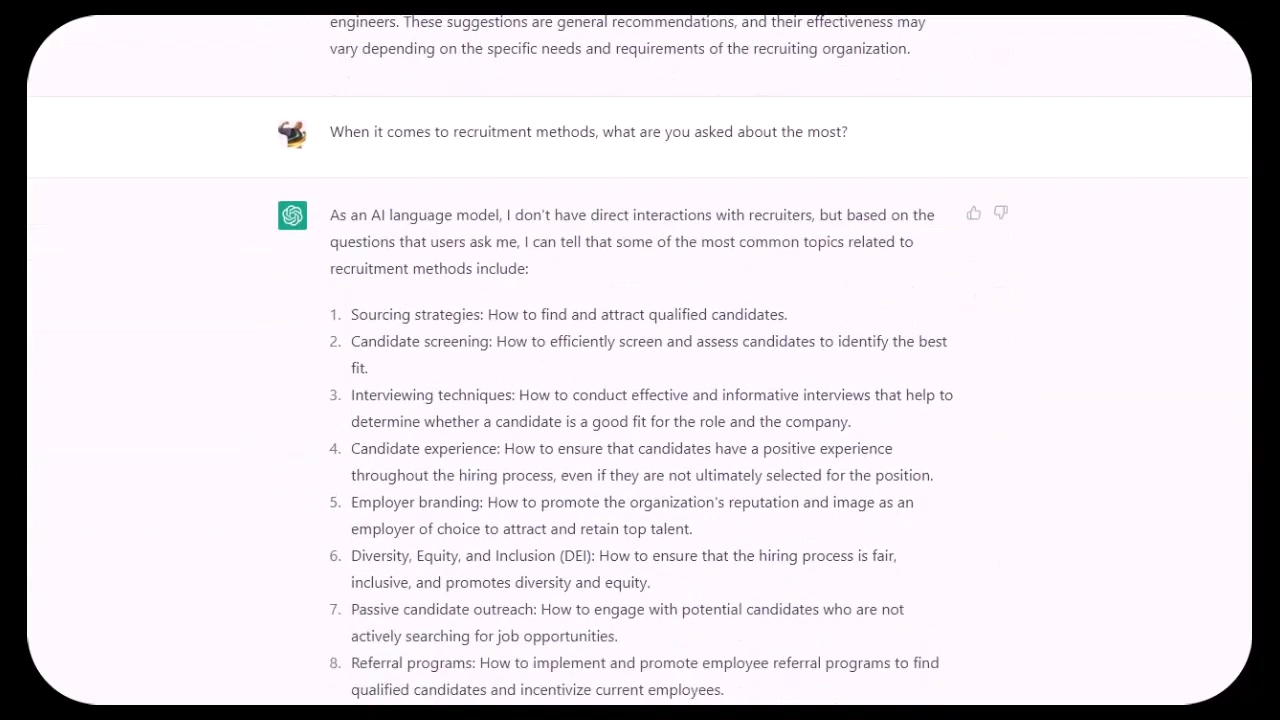 engineers. These suggestions are general recommendations, and their effectiveness may
vary depending on the specific needs and requirements of the recruiting organization.
When it comes to recruitment methods, what are you asked about the most?
As an AI language model, I don't have direct interactions with recruiters, but based on the
questions that users ask me, I can tell that some of the most common topics related to
recruitment methods include:
1. Sourcing strategies: How to find and attract qualified candidates.
2. Candidate screening: How to efficiently screen and assess candidates to identify the best
fit.
3. Interviewing techniques: How to conduct effective and informative interviews that help to
determine whether a candidate is a good fit for the role and the company.
4. Candidate experience: How to ensure that candidates have a positive experience
throughout the hiring process, even if they are not ultimately selected for the position.
5. Employer branding: How to promote the organization's reputation and image as an
employer of choice to attract and retain top talent.
6. Diversity, Equity, and Inclusion (DEI): How to ensure that the hiring process is fair,
inclusive, and promotes diversity and equity.
7. Passive candidate outreach: How to engage with potential candidates who are not
actively searching for job opportunities.
8. Referral programs: How to implement and promote employee referral programs to find
qualified candidates and incentivize current employees.